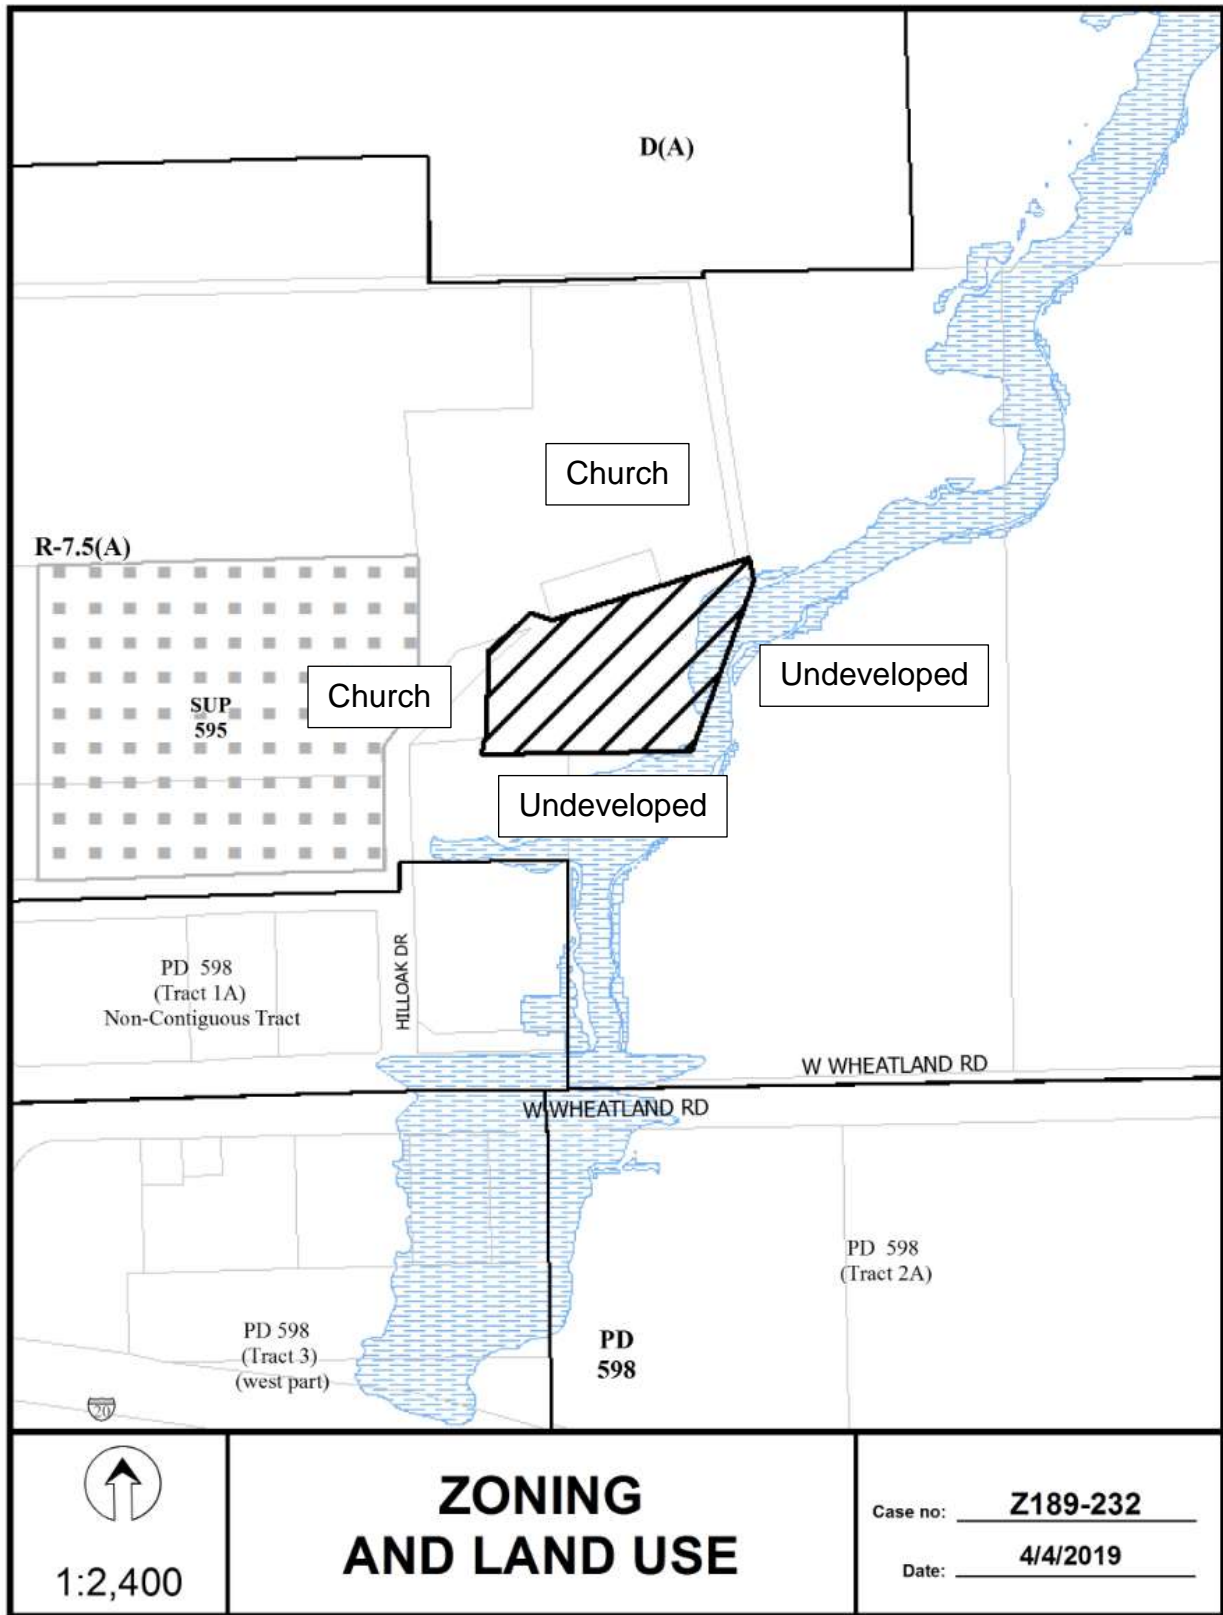 D(A)
Church
R-7.5(A)
Church
SUP
595
Undeveloped
Undeveloped
PD 598
(Tract 1A)
Non-Contiguous Tract
HILLOAK DR
W WHEATLAND RD
W WHEATLAND RD
PD 598
(Tract 2A)
PD 598
(Tract 3)
(west part)
PD
598
20
1:2,400
ZONING
AND LAND USE
Case no: Z189-232
Date: 4/4/2019